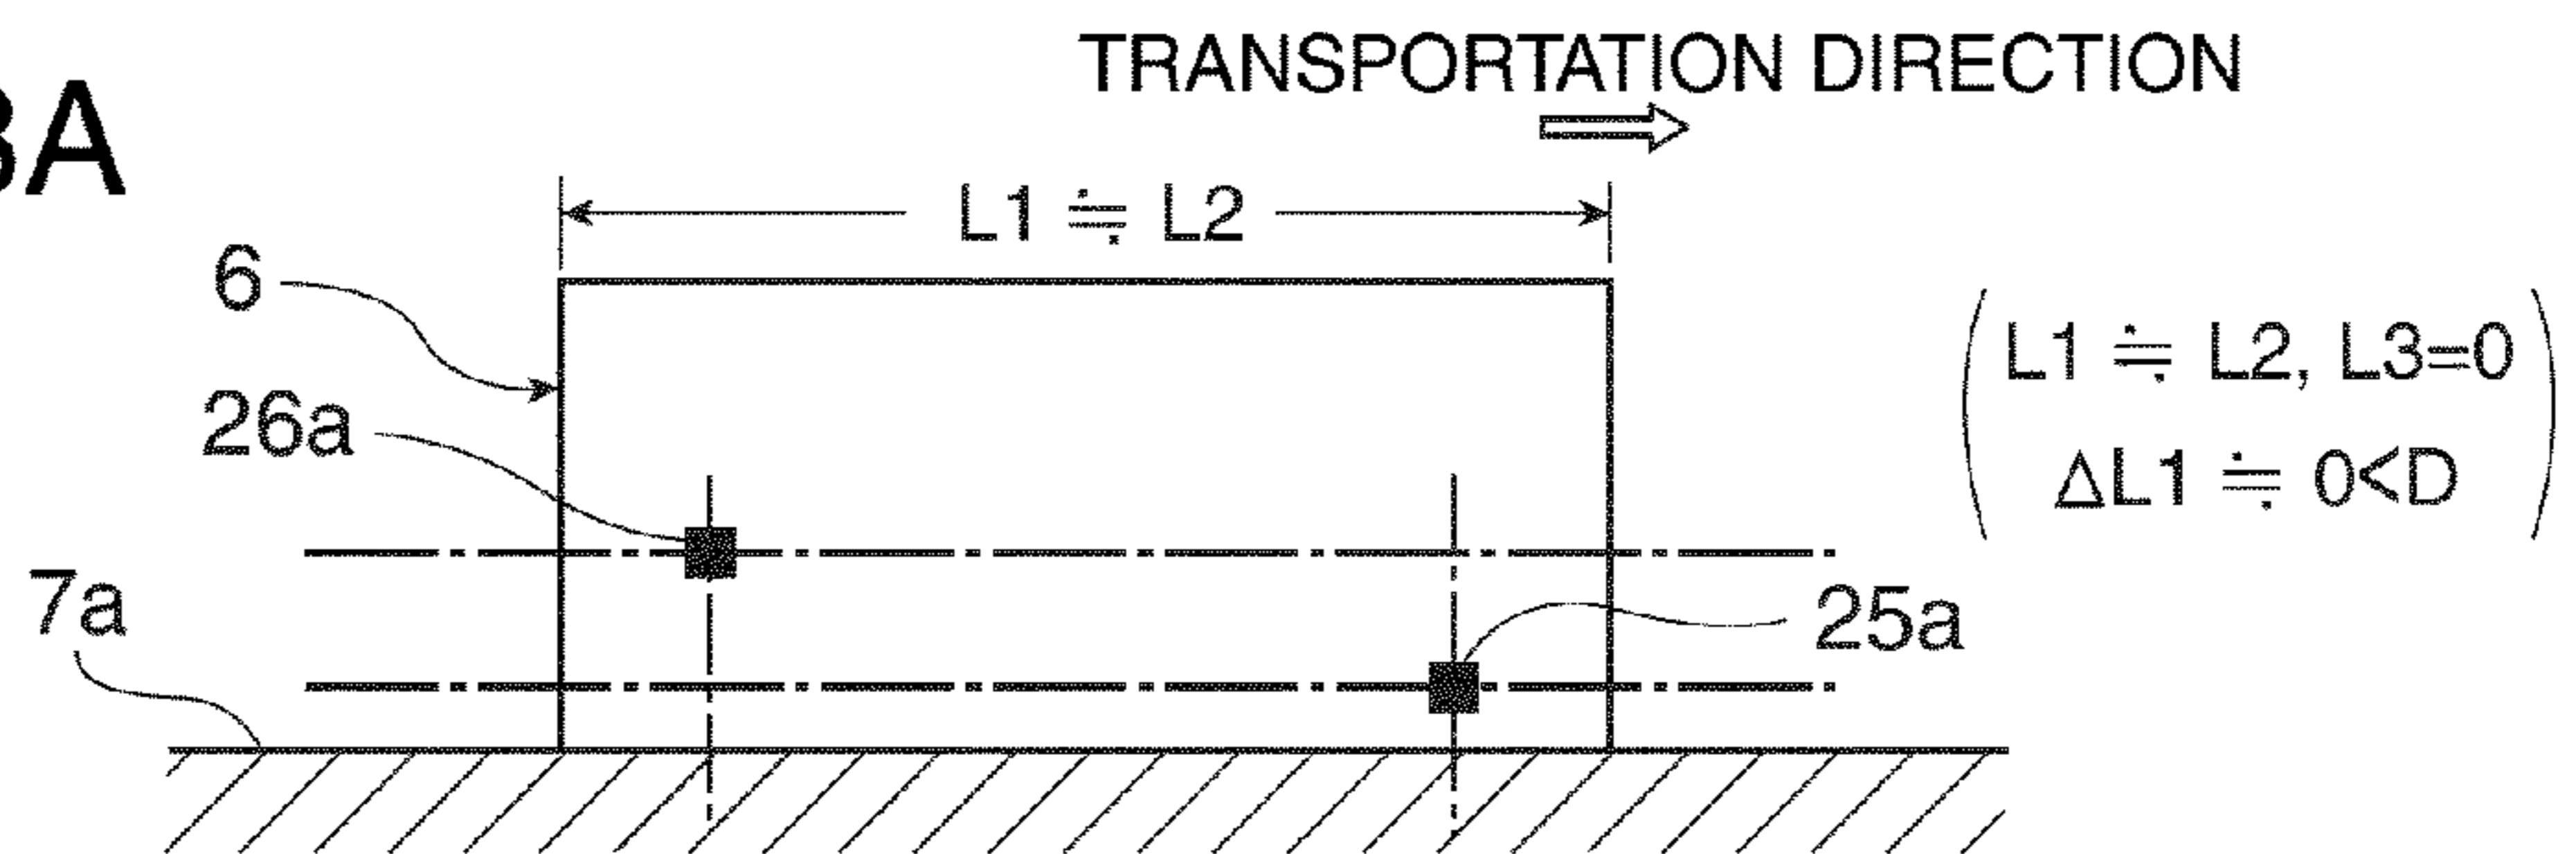 TRANSPORTATION DIRECTION
3A
L1 ≒ L2
6
L1 ≒ L2, L3=0
26a
ΔL1 ≒ 0<D
7a
25a